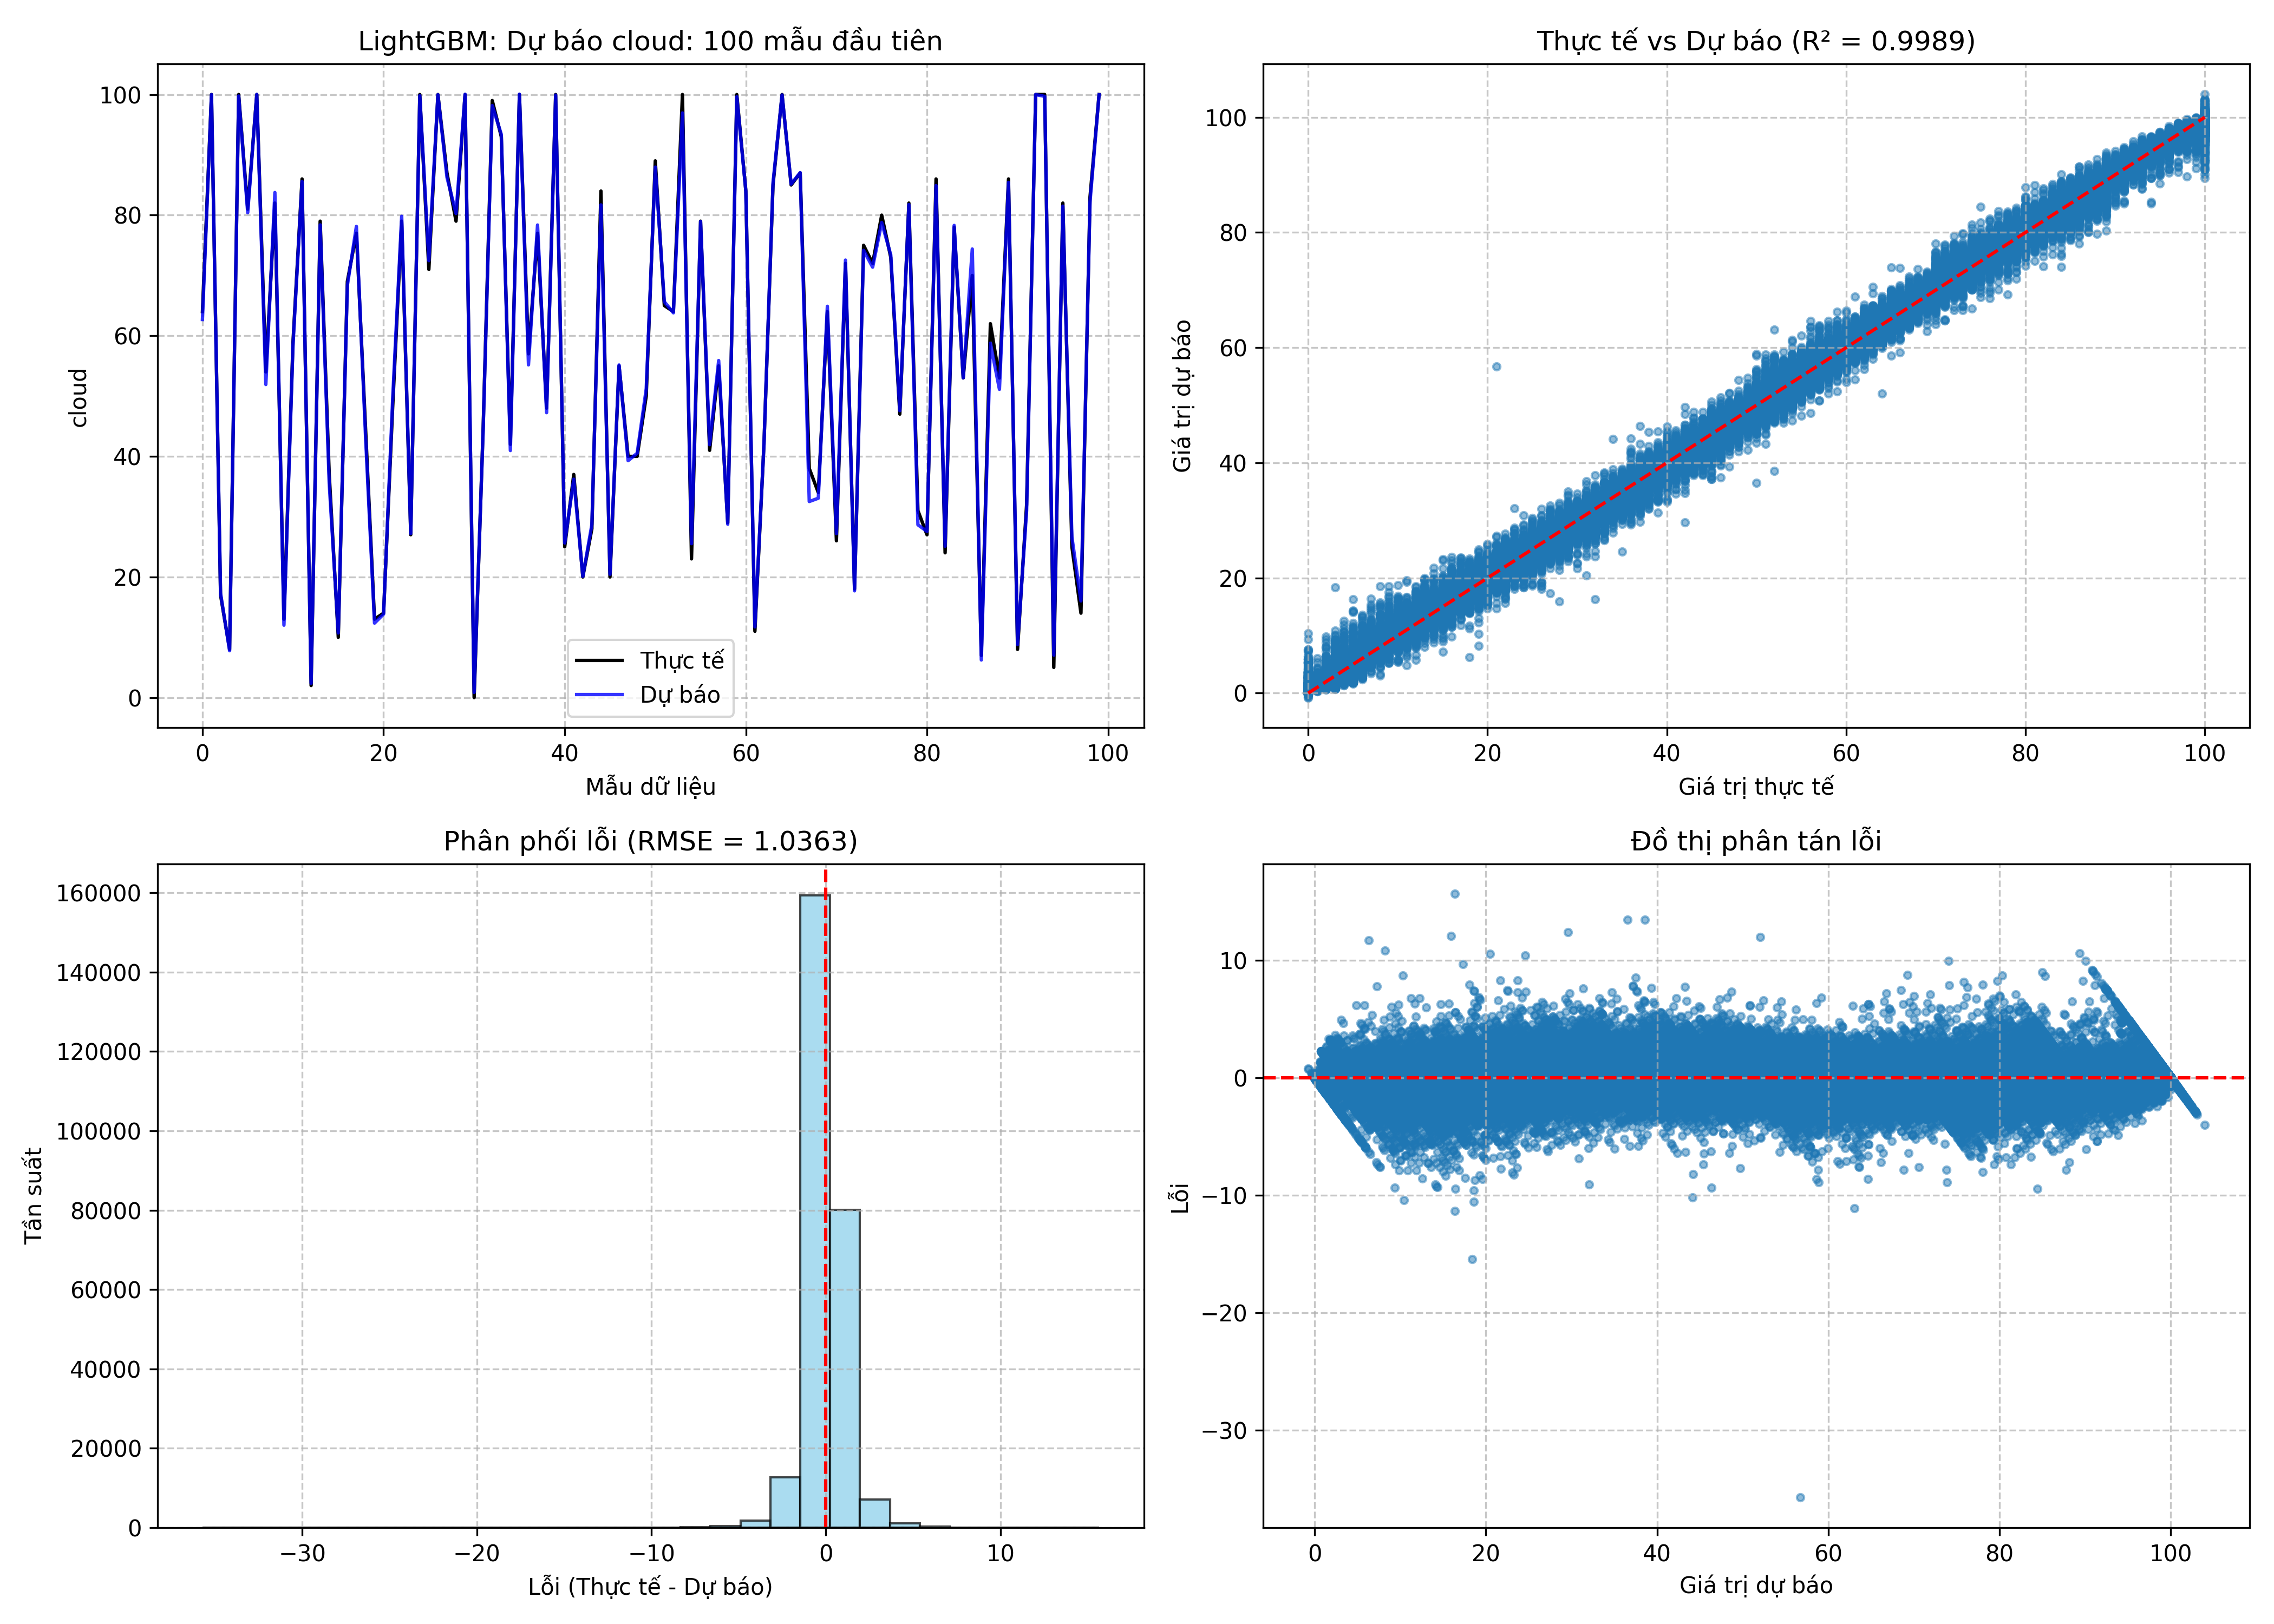 LightGBM: Dự báo cloud: 100 mẫu đầu tiên
100
80
60
40
20
0
cloud
Thực tế
Dự báo
0 20 40 60 80 100
Mẫu dữ liệu
Thực tế vs Dự báo (R² = 0.9989)
100
80
60
40
20
0
Giá trị dự báo
0 20 40 60 80 100
Giá trị thực tế
Phân phối lỗi (RMSE = 1.0363)
160000
140000
120000
100000
80000
60000
40000
20000
0
Tần suất
−30 −20 −10 0 10
Lỗi (Thực tế - Dự báo)
Đồ thị phân tán lỗi
10
0
−10
−20
−30
Lỗi
0 20 40 60 80 100
Giá trị dự báo